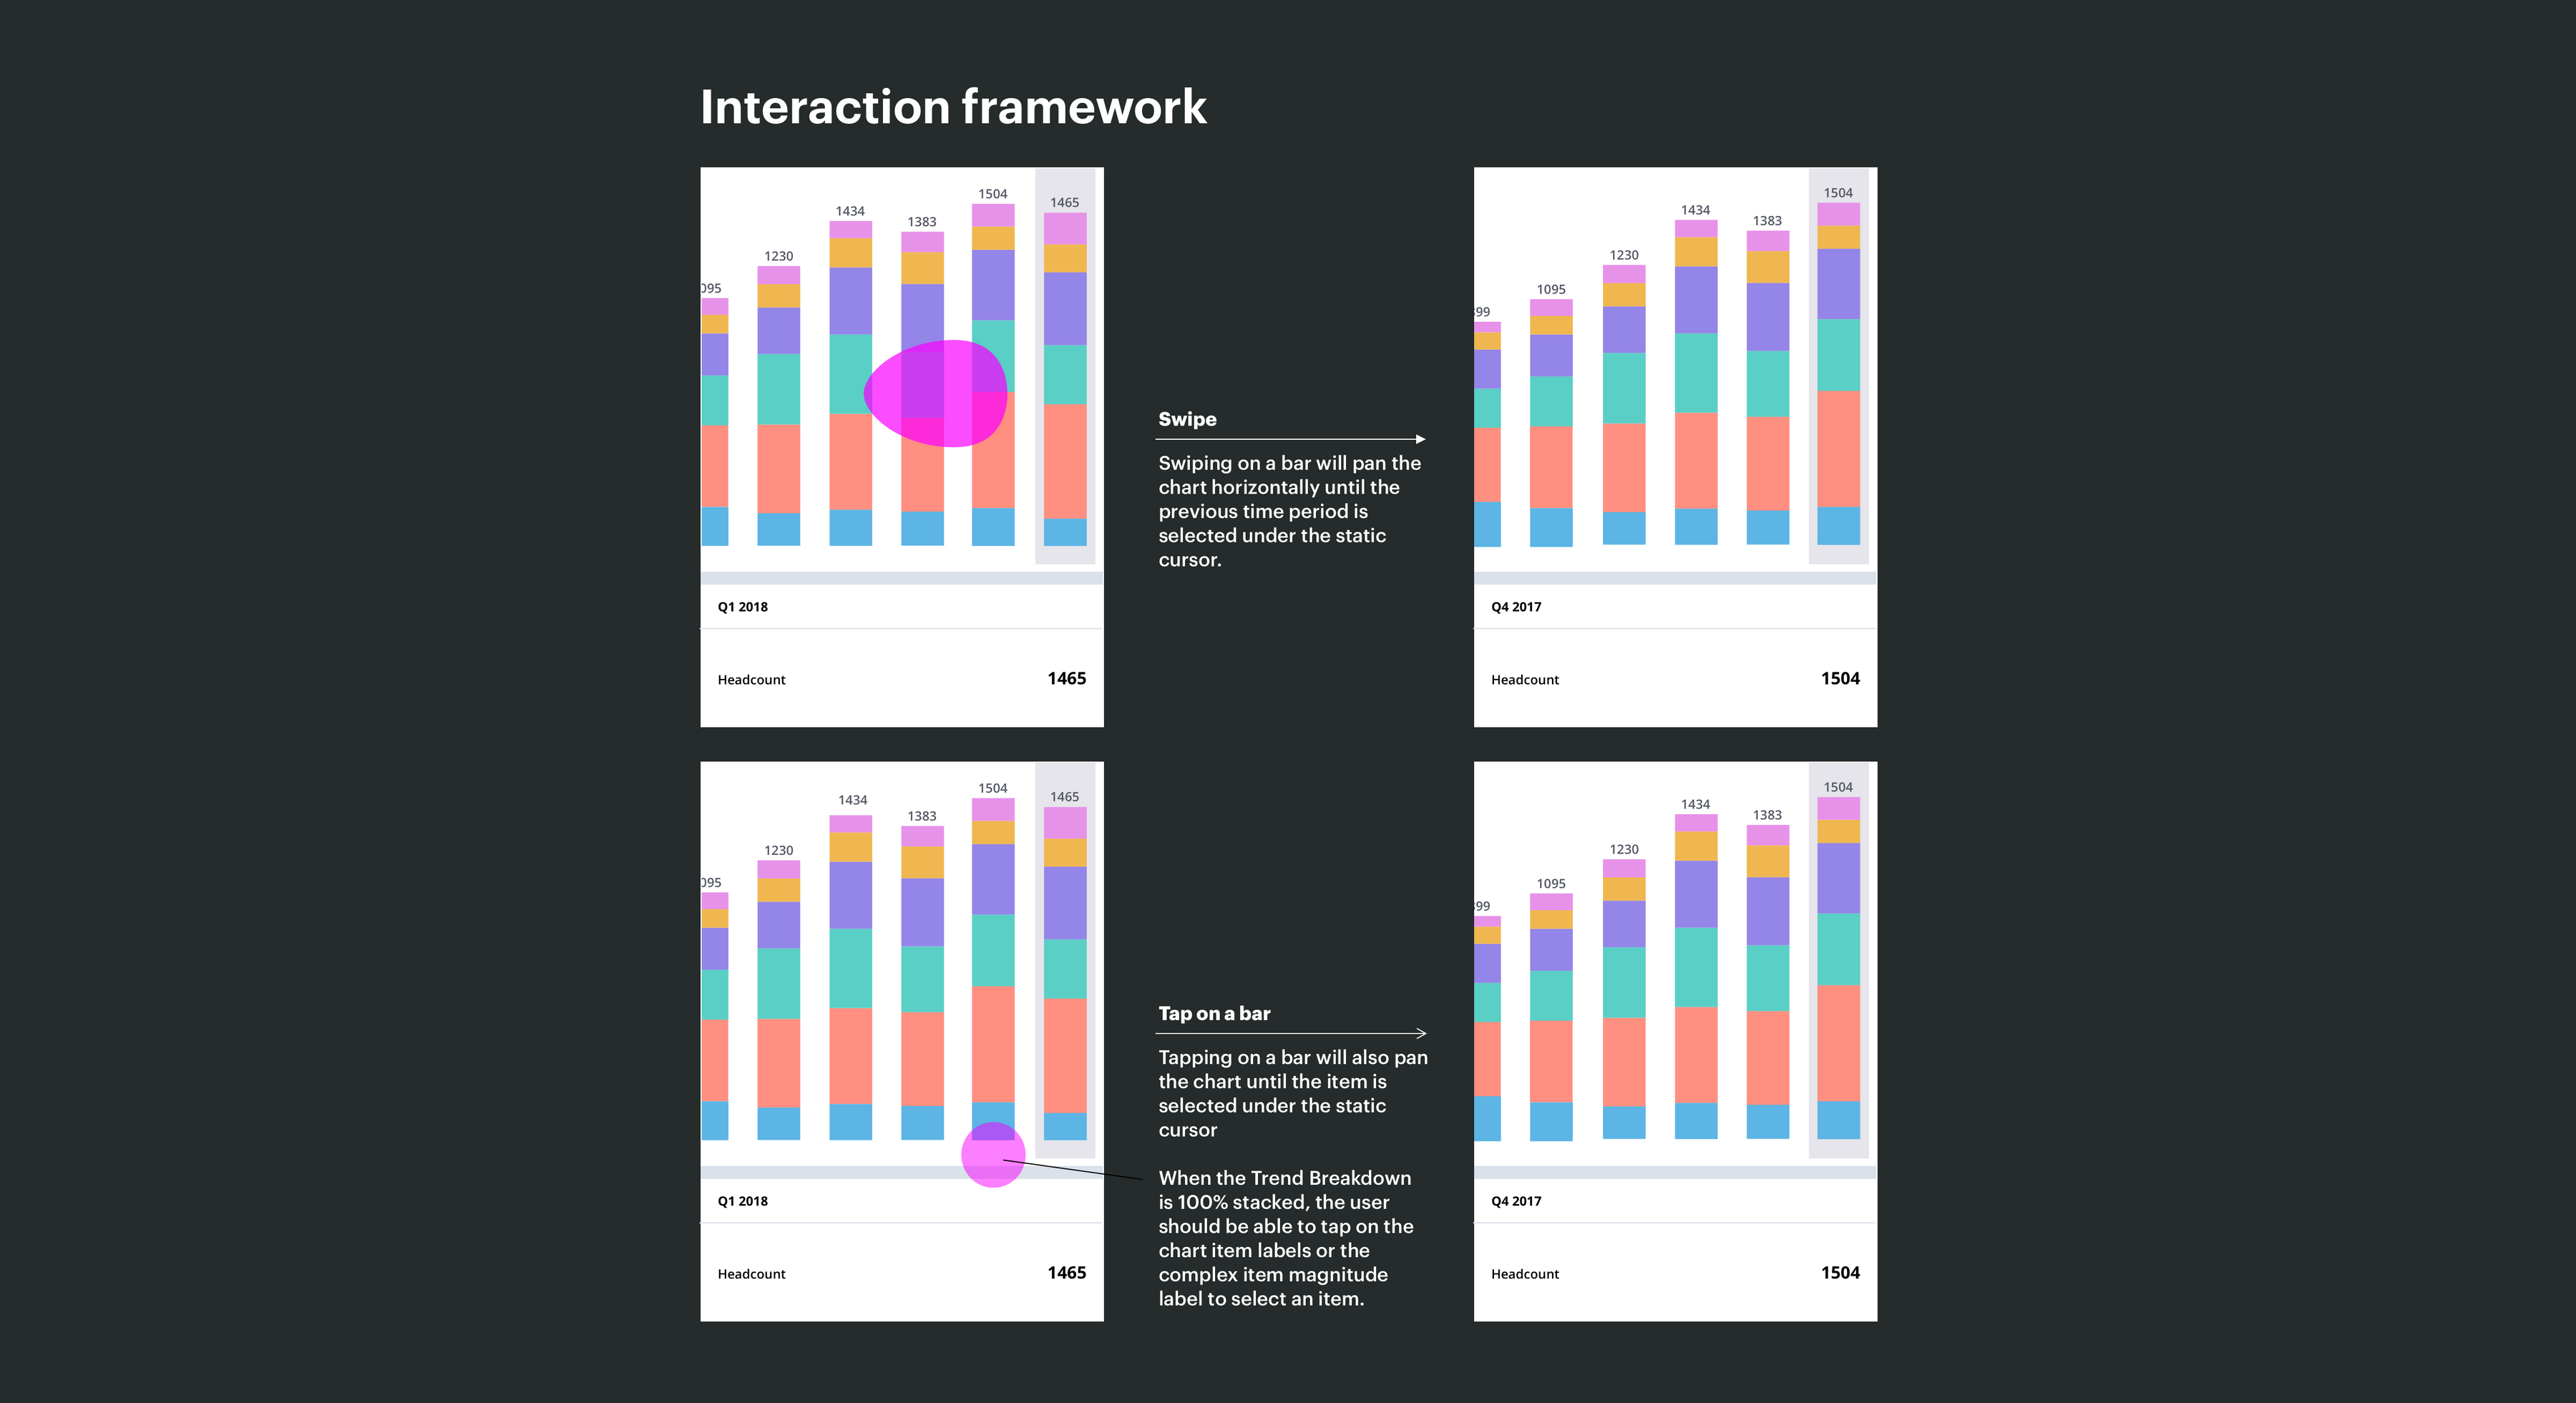 Interaction framework
1504
1465
1434
1383
1230
095
Q1 2018
Headcount 1465
Swipe
Swiping on a bar will pan the
chart horizontally until the
previous time period is
selected under the static
cursor.
1504
1434
1383
1230
1095
99
Q4 2017
Headcount 1504
1504
1465
1434
1383
1230
095
Q1 2018
Headcount 1465
Tap on a bar
Tapping on a bar will also pan
the chart until the item is
selected under the static
cursor
When the Trend Breakdown
is 100% stacked, the user
should be able to tap on the
chart item labels or the
complex item magnitude
label to select an item.
1504
1434
1383
1230
1095
99
Q4 2017
Headcount 1504